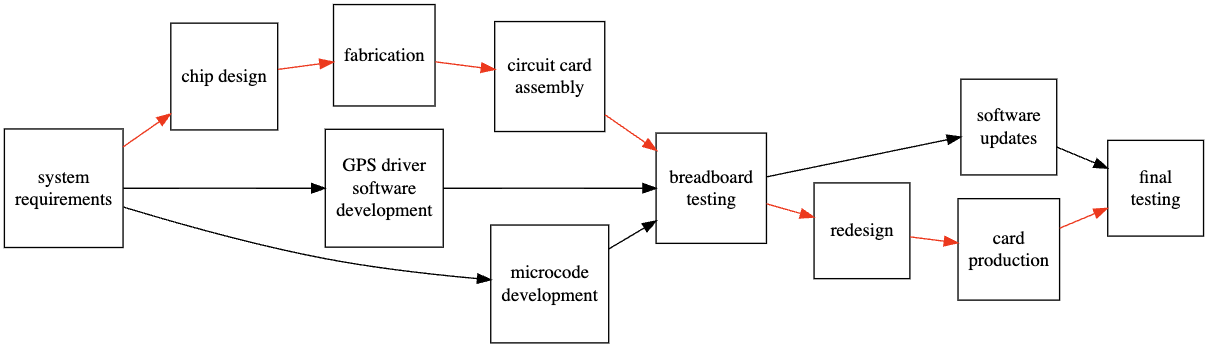 system
requirements
chip design
fabrication
circuit card
assembly
GPS driver
software
development
microcode
development
breadboard
testing
software
updates
redesign
card
production
final
testing